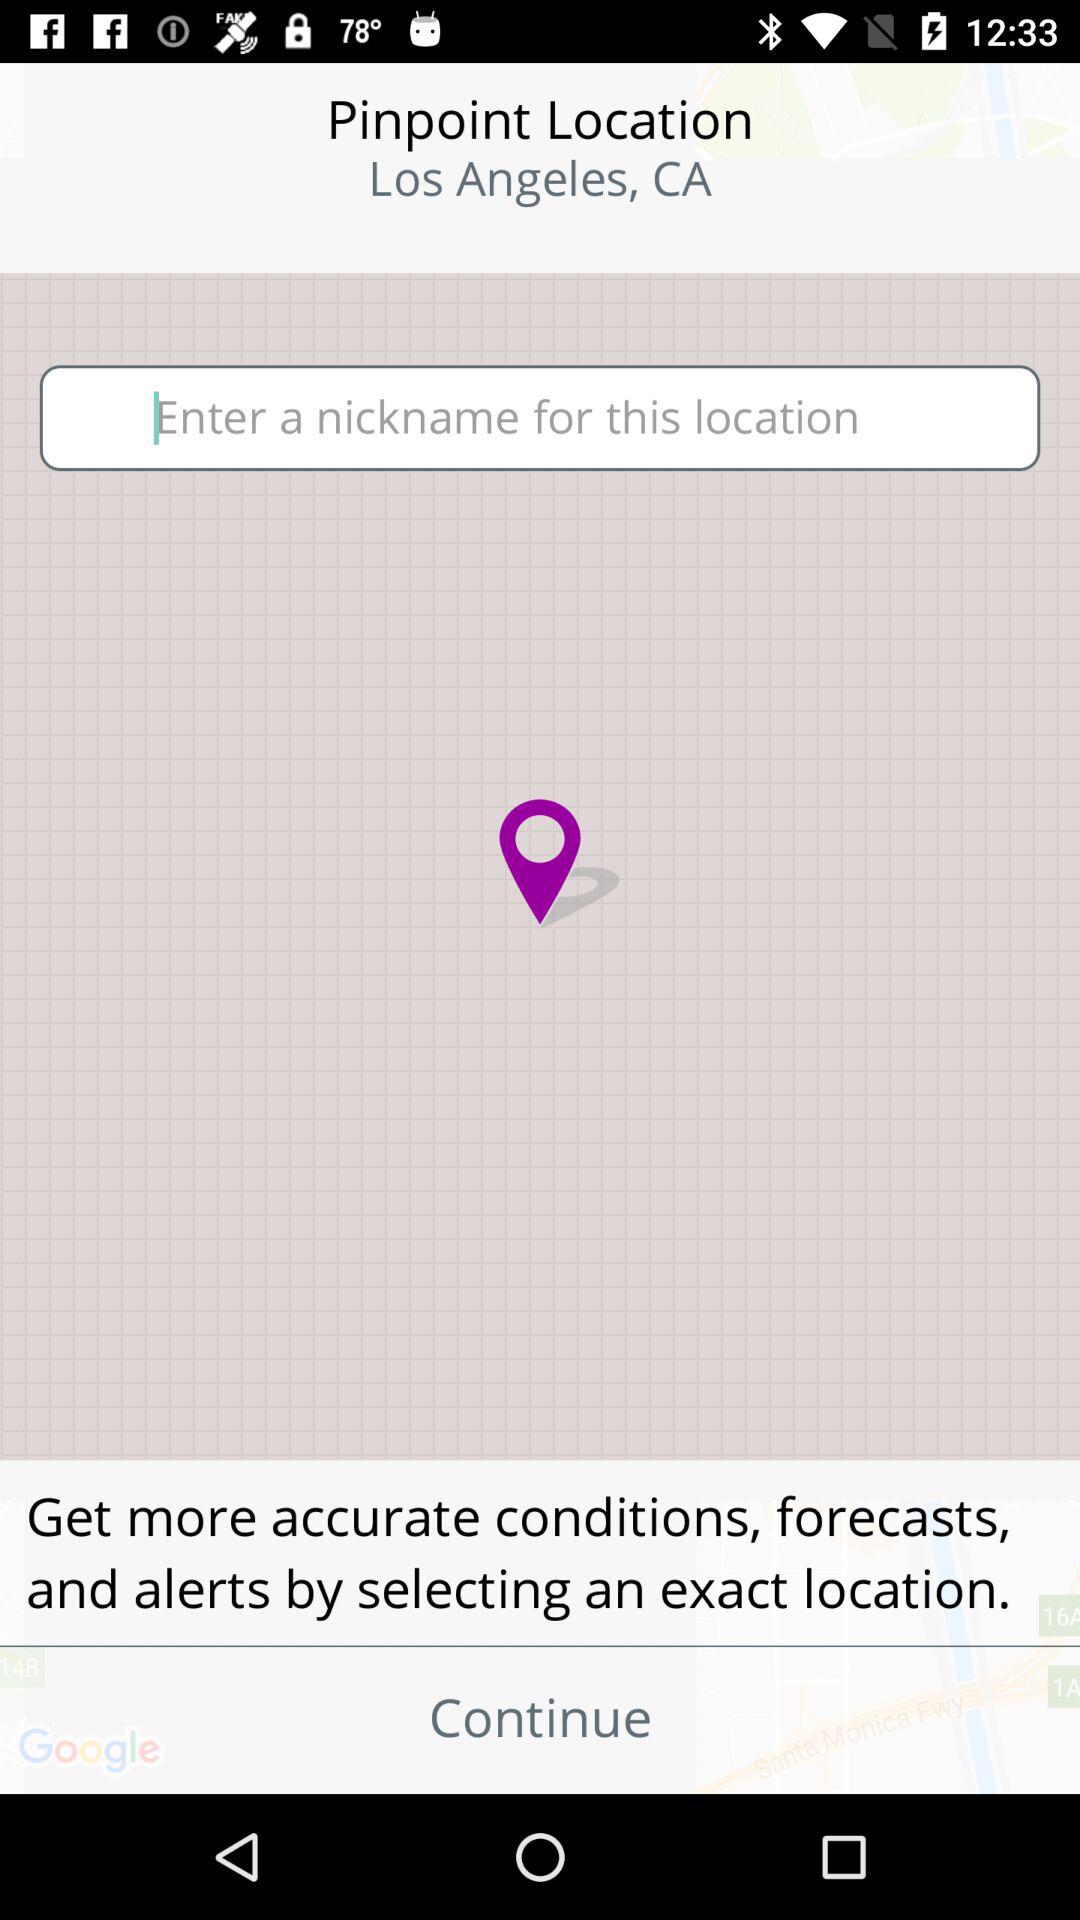 FAKE 78° 12:33
Pinpoint Location
Los Angeles, CA
Enter a nickname for this location
Get more accurate conditions, forecasts,
and alerts by selecting an exact location.
16A
14B
1A
Continue
Google
Santa Monica Fwy